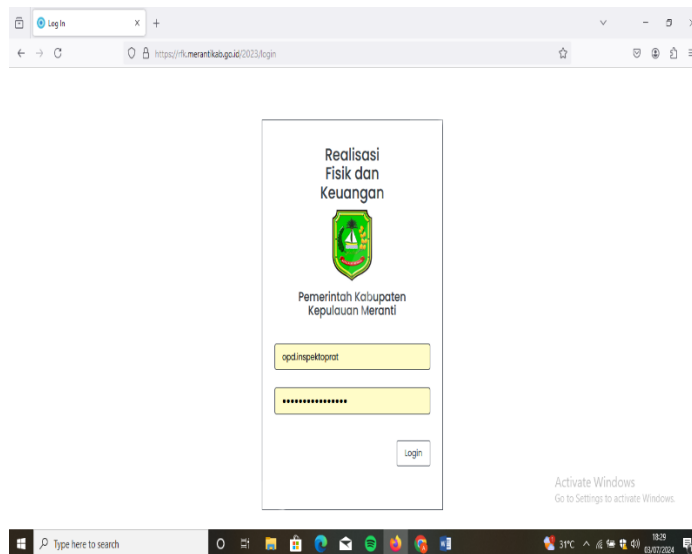 Log In
https://rfk.merantikab.go.id/2023/login
Realisasi
Fisik dan
Keuangan
Pemerintah Kabupaten
Kepulauan Meranti
opd.inspektoprat
••••••••••••••••
Login
Activate Windows
Go to Settings to activate Windows.
Type here to search
31°C
18:29
03/07/2024